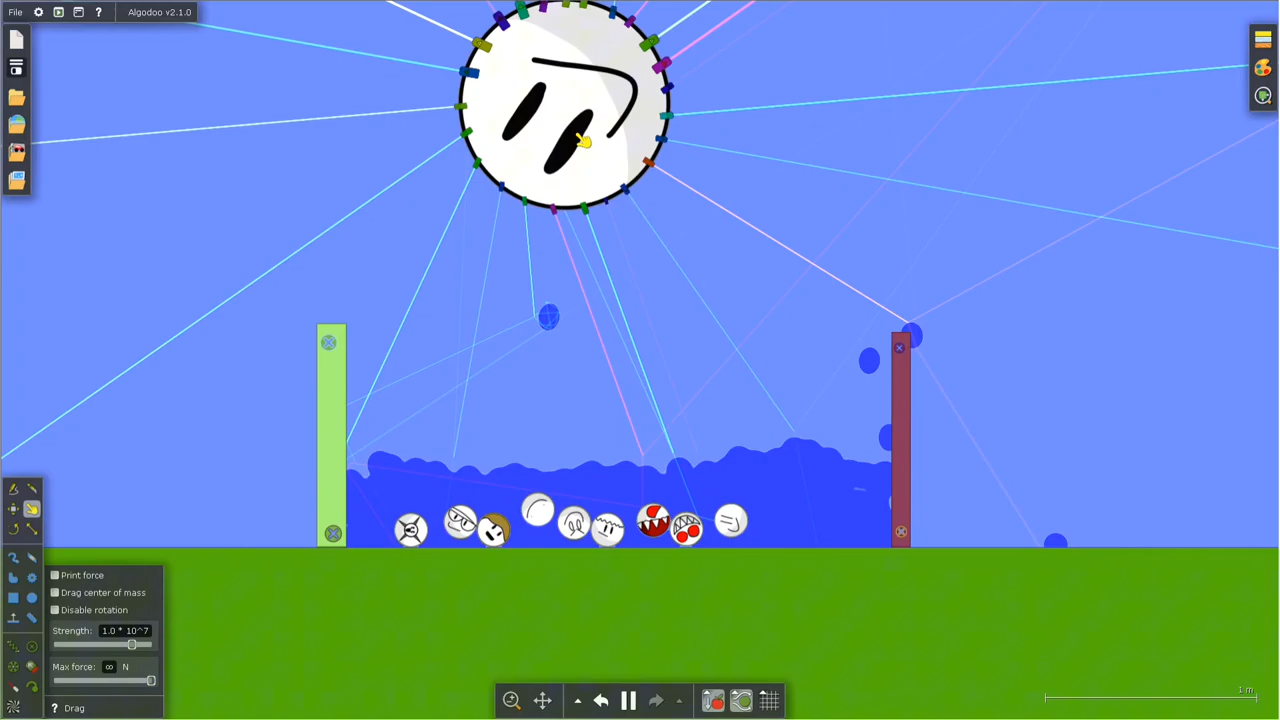 File ? Algodoo v2.1.0
Print force
Drag center of mass
Disable rotation
Strength: 1.0 * 10^7
Max force: ∞ N
? Drag
1 m